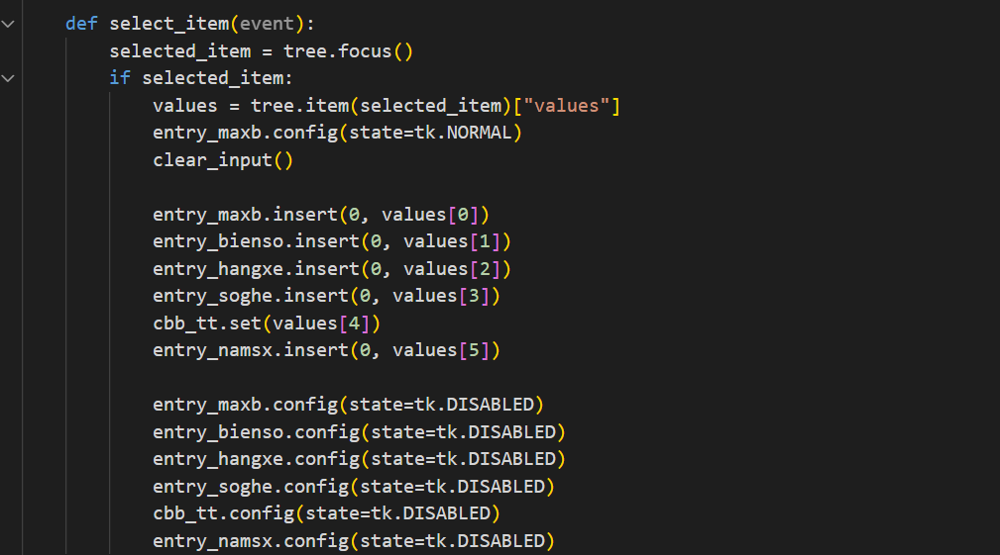 def select_item(event):
selected_item = tree.focus()
if selected_item:
values = tree.item(selected_item)["values"]
entry_maxb.config(state=tk.NORMAL)
clear_input()
entry_maxb.insert(0, values[0])
entry_bienso.insert(0, values[1])
entry_hangxe.insert(0, values[2])
entry_soghe.insert(0, values[3])
cbb_tt.set(values[4])
entry_namsx.insert(0, values[5])
entry_maxb.config(state=tk.DISABLED)
entry_bienso.config(state=tk.DISABLED)
entry_hangxe.config(state=tk.DISABLED)
entry_soghe.config(state=tk.DISABLED)
cbb_tt.config(state=tk.DISABLED)
entry_namsx.config(state=tk.DISABLED)